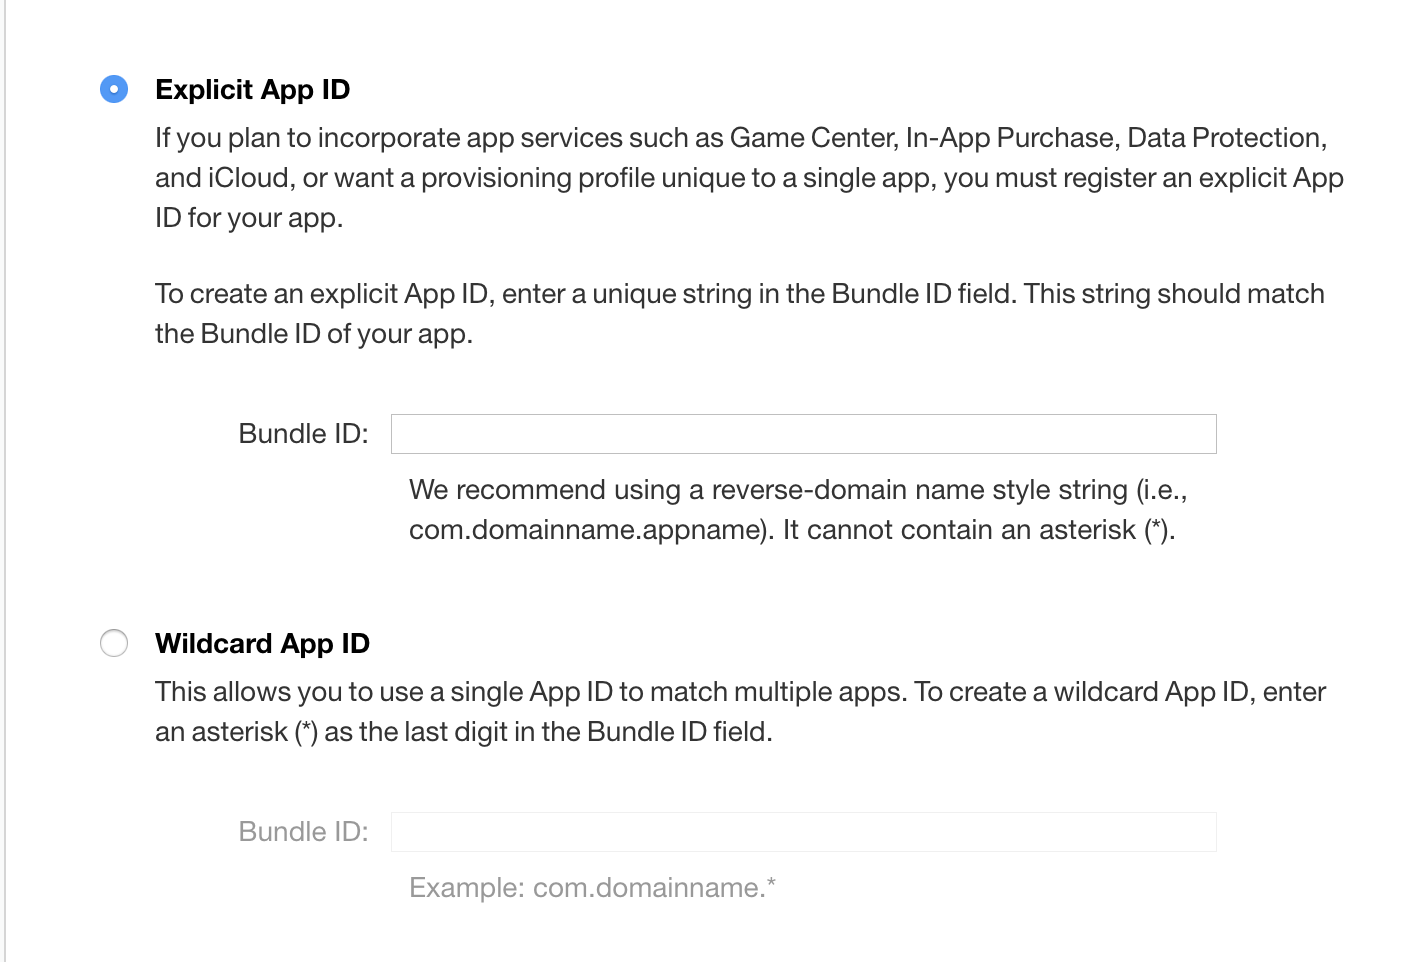 Explicit App ID
If you plan to incorporate app services such as Game Center, In-App Purchase, Data Protection,
and iCloud, or want a provisioning profile unique to a single app, you must register an explicit App
ID for your app.
To create an explicit App ID, enter a unique string in the Bundle ID field. This string should match
the Bundle ID of your app.
Bundle ID:
We recommend using a reverse-domain name style string (i.e.,
com.domainname.appname). It cannot contain an asterisk (*).
Wildcard App ID
This allows you to use a single App ID to match multiple apps. To create a wildcard App ID, enter
an asterisk (*) as the last digit in the Bundle ID field.
Bundle ID:
Example: com.domainname.*